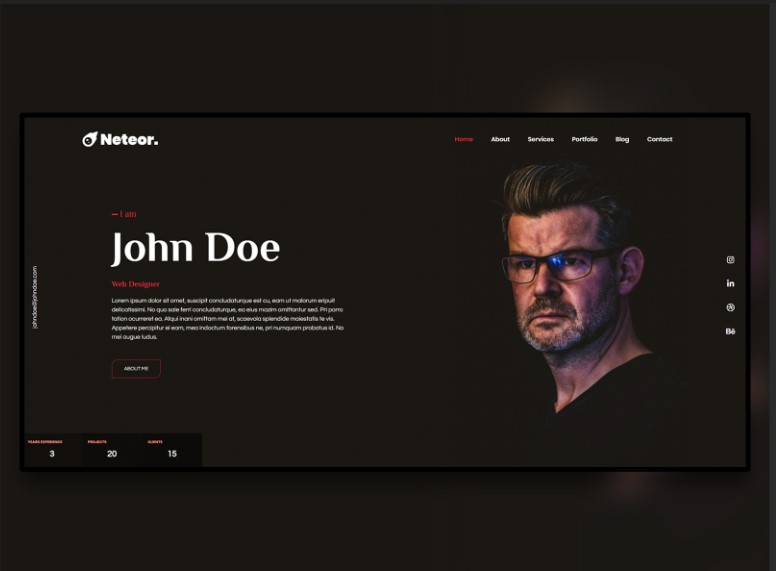 Neteor.
Home About Services Portfolio Blog Contact
I am
John Doe
Web Designer
Lorem ipsum dolor sit amet, suscipit concludaturque est cu, eam ut malorum eripuit
delicatissimi. No quo sale ferri concludaturque, eo eius mazim omittantur sed. Pri porro
tation ocurreret ea. Aliqui inani omittam mei at, scaevola splendide maiestatis te vis.
Appetere percipitur ei eam, mea indoctum forensibus ne, pri numquam probatus id. No
mei augue ludus.
ABOUT ME
johndoe@johndoe.com
Bē
YEARS EXPERIENCE PROJECTS CLIENTS
3 20 15